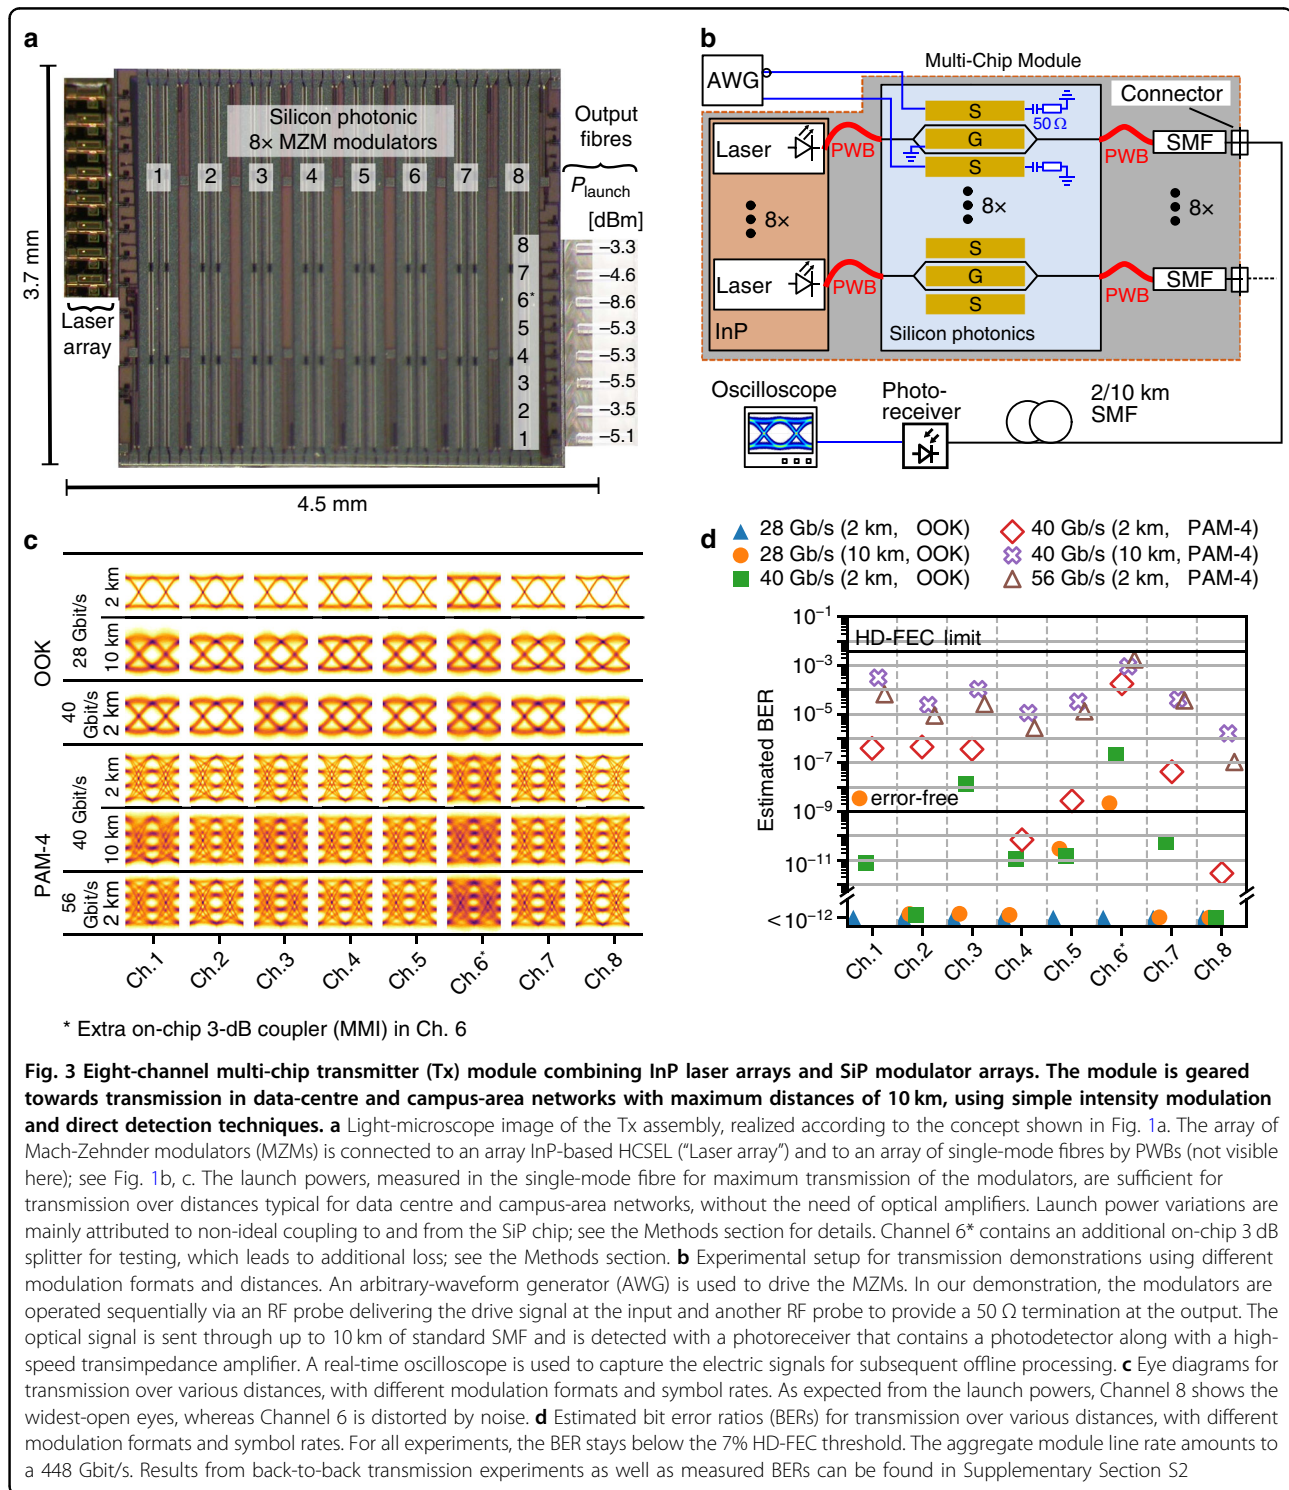 a
Silicon photonic
8× MZM modulators
1 2 3 4 5 6 7 8
Output
fibres
P_launch
[dBm]
8 –3.3
7 –4.6
6* –8.6
5 –5.3
4 –5.3
3 –5.5
2 –3.5
1 –5.1
3.7 mm
Laser
array
4.5 mm
b
AWG
Multi-Chip Module
Connector
S
50 Ω
Laser
PWB
G
PWB
SMF
S
8×
8×
8×
S
Laser
PWB
G
PWB
SMF
S
InP
Silicon photonics
Oscilloscope
Photo-
receiver
2/10 km
SMF
c
OOK
28 Gbit/s
2 km
10 km
40
Gbit/s
2 km
PAM-4
40 Gbit/s
2 km
10 km
56
Gbit/s
2 km
Ch.1 Ch.2 Ch.3 Ch.4 Ch.5 Ch.6* Ch.7 Ch.8
* Extra on-chip 3-dB coupler (MMI) in Ch. 6
d
28 Gb/s (2 km, OOK)
28 Gb/s (10 km, OOK)
40 Gb/s (2 km, OOK)
40 Gb/s (2 km, PAM-4)
40 Gb/s (10 km, PAM-4)
56 Gb/s (2 km, PAM-4)
Estimated BER
10⁻¹
HD-FEC limit
10⁻³
10⁻⁵
10⁻⁷
error-free
10⁻⁹
10⁻¹¹
< 10⁻¹²
Ch.1 Ch.2 Ch.3 Ch.4 Ch.5 Ch.6* Ch.7 Ch.8
Fig. 3 Eight-channel multi-chip transmitter (Tx) module combining InP laser arrays and SiP modulator arrays. The module is geared
towards transmission in data-centre and campus-area networks with maximum distances of 10 km, using simple intensity modulation
and direct detection techniques. a Light-microscope image of the Tx assembly, realized according to the concept shown in Fig. 1a. The array of
Mach-Zehnder modulators (MZMs) is connected to an array InP-based HCSEL (“Laser array”) and to an array of single-mode fibres by PWBs (not visible
here); see Fig. 1b, c. The launch powers, measured in the single-mode fibre for maximum transmission of the modulators, are sufficient for
transmission over distances typical for data centre and campus-area networks, without the need of optical amplifiers. Launch power variations are
mainly attributed to non-ideal coupling to and from the SiP chip; see the Methods section for details. Channel 6* contains an additional on-chip 3 dB
splitter for testing, which leads to additional loss; see the Methods section. b Experimental setup for transmission demonstrations using different
modulation formats and distances. An arbitrary-waveform generator (AWG) is used to drive the MZMs. In our demonstration, the modulators are
operated sequentially via an RF probe delivering the drive signal at the input and another RF probe to provide a 50 Ω termination at the output. The
optical signal is sent through up to 10 km of standard SMF and is detected with a photoreceiver that contains a photodetector along with a high-
speed transimpedance amplifier. A real-time oscilloscope is used to capture the electric signals for subsequent offline processing. c Eye diagrams for
transmission over various distances, with different modulation formats and symbol rates. As expected from the launch powers, Channel 8 shows the
widest-open eyes, whereas Channel 6 is distorted by noise. d Estimated bit error ratios (BERs) for transmission over various distances, with different
modulation formats and symbol rates. For all experiments, the BER stays below the 7% HD-FEC threshold. The aggregate module line rate amounts to
a 448 Gbit/s. Results from back-to-back transmission experiments as well as measured BERs can be found in Supplementary Section S2